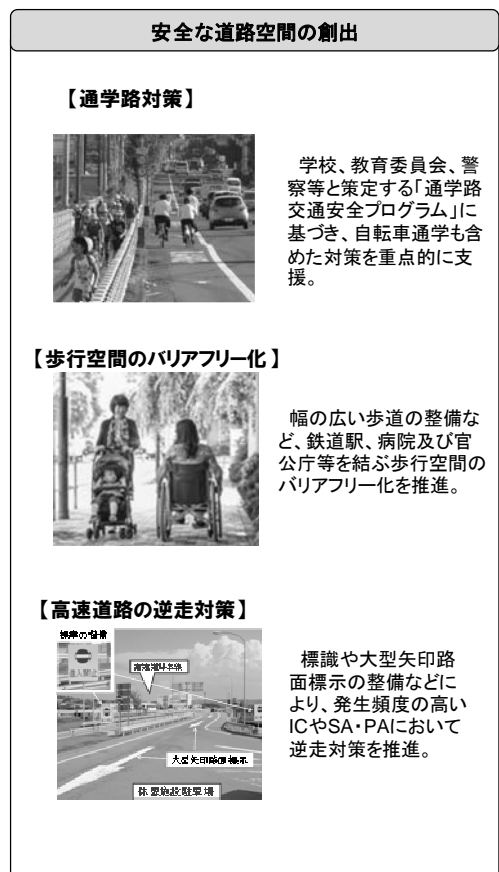 安全な道路空間の創出
【通学路対策】
学校、教育委員会、警
察等と策定する「通学路
交通安全プログラム」に
基づき、自転車通学も含
めた対策を重点的に支
援。
【歩行空間のバリアフリー化】
幅の広い歩道の整備な
ど、鉄道駅、病院及び官
公庁等を結ぶ歩行空間の
バリアフリー化を推進。
【高速道路の逆走対策】
標識や大型矢印路
面標示の整備などに
より、発生頻度の高い
ICやSA・PAにおいて
逆走対策を推進。
大型矢印路面標示
休憩施設駐車場